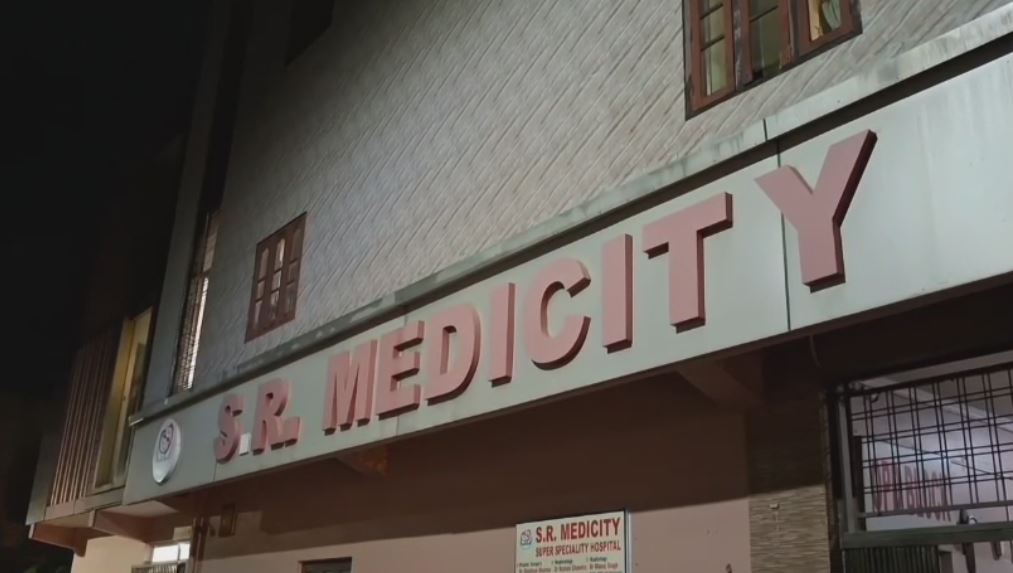 S.R. MEDICITY
S.R. MEDICITY
SUPER SPECIALITY HOSPITAL